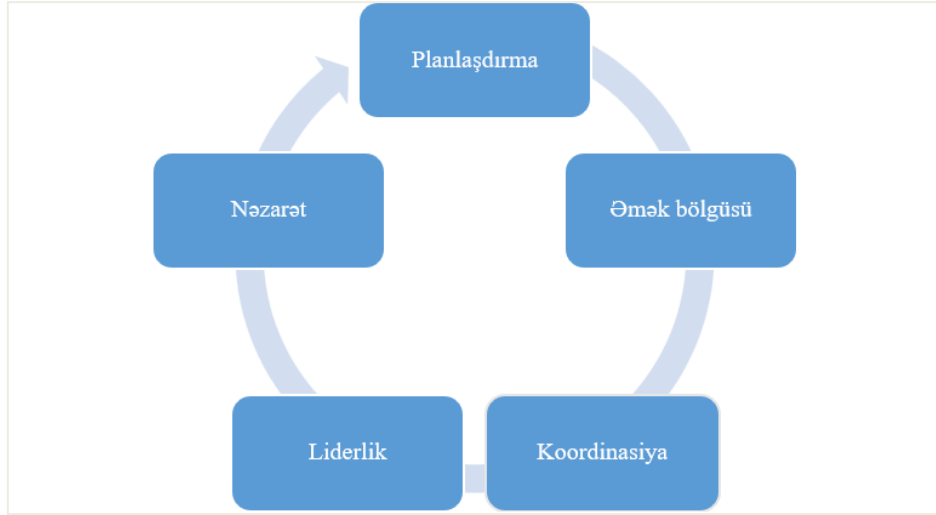 Planlaşdırma
Əmək bölgüsü
Koordinasiya
Liderlik
Nəzarət